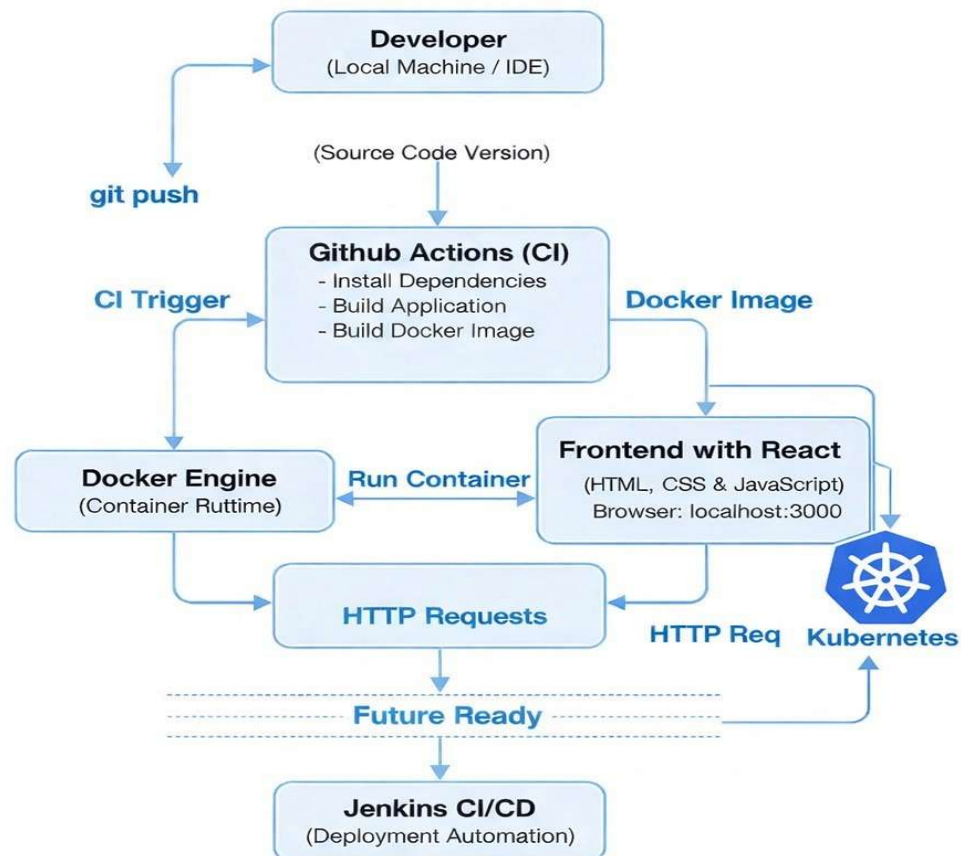 Developer
(Local Machine / IDE)
(Source Code Version)
git push
Github Actions (CI)
- Install Dependencies
- Build Application
- Build Docker Image
CI Trigger
Docker Image
Docker Engine
(Container Ruttime)
Run Container
Frontend with React
(HTML, CSS & JavaScript)
Browser: localhost:3000
HTTP Requests
HTTP Req
Kubernetes
Future Ready
Jenkins CI/CD
(Deployment Automation)